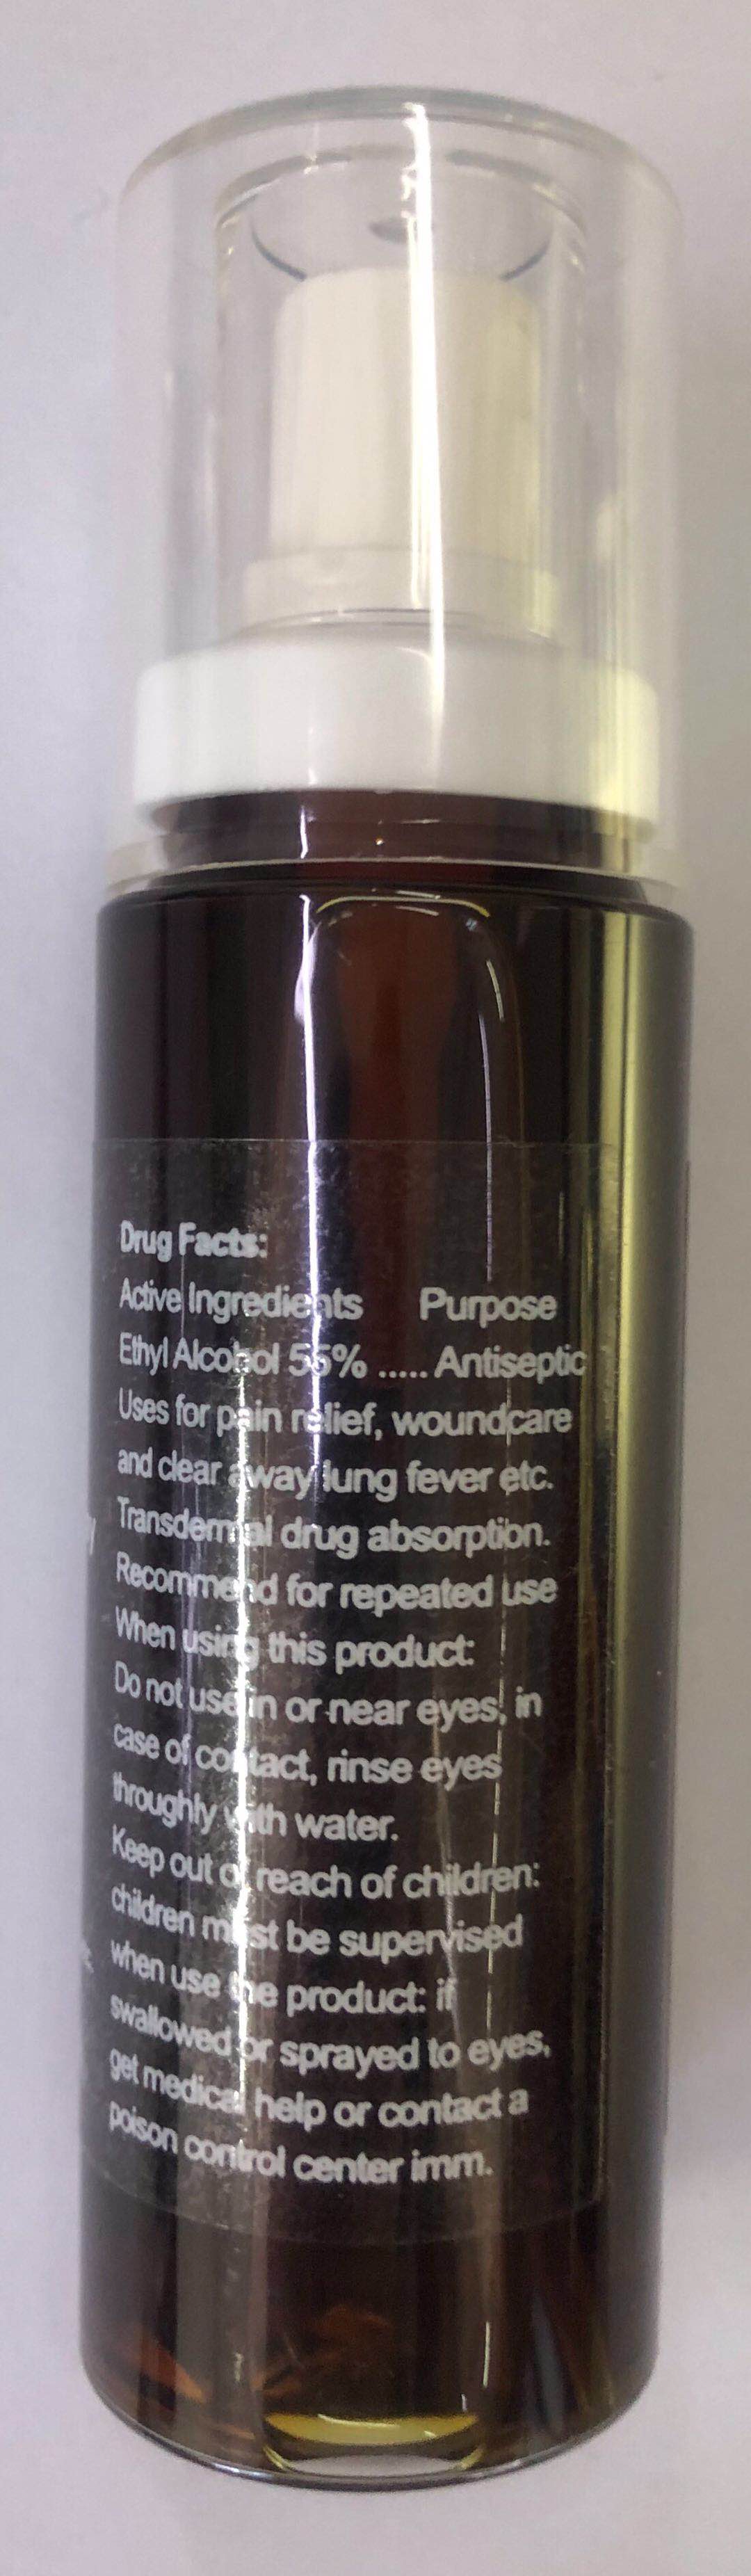 Drug Facts:
Active Ingredients Purpose
Ethyl Alcohol 55% ..... Antiseptic
Uses for pain relief, woundcare
and clear away lung fever etc.
Transdermal drug absorption.
Recommend for repeated use
When using this product:
Do not use in or near eyes; in
case of contact, rinse eyes
throughly with water.
Keep out of reach of children:
children must be supervised
when use the product: if
swallowed or sprayed to eyes,
get medical help or contact a
poison control center imm.